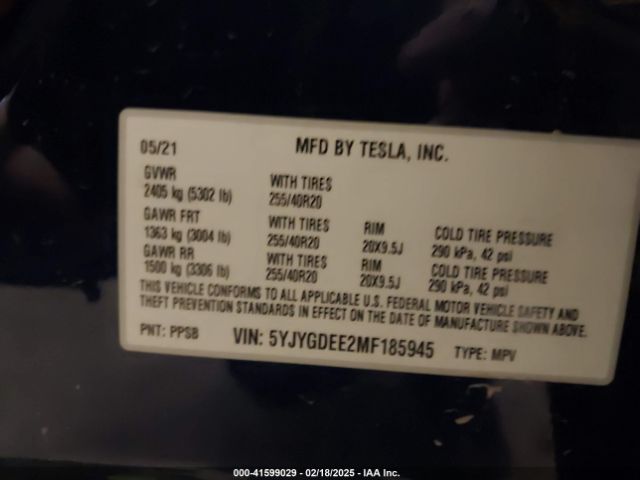 05/21 MFD BY TESLA, INC.
GVWR
2405 kg (5302 lb) WITH TIRES 255/40R20
GAWR FRT
1363 kg (3004 lb) WITH TIRES 255/40R20 RIM 20X9.5J COLD TIRE PRESSURE 290 kPa, 42 psi
GAWR RR
1500 kg (3306 lb) WITH TIRES 255/40R20 RIM 20X9.5J COLD TIRE PRESSURE 290 kPa, 42 psi
THIS VEHICLE CONFORMS TO ALL APPLICABLE U.S. FEDERAL MOTOR VEHICLE SAFETY AND
THEFT PREVENTION STANDARDS IN EFFECT ON THE DATE OF MANUFACTURE SHOWN ABOVE.
PNT: PPSB VIN: 5YJYGDEE2MF185945 TYPE: MPV
000-41599029 - 02/18/2025 - IAA Inc.